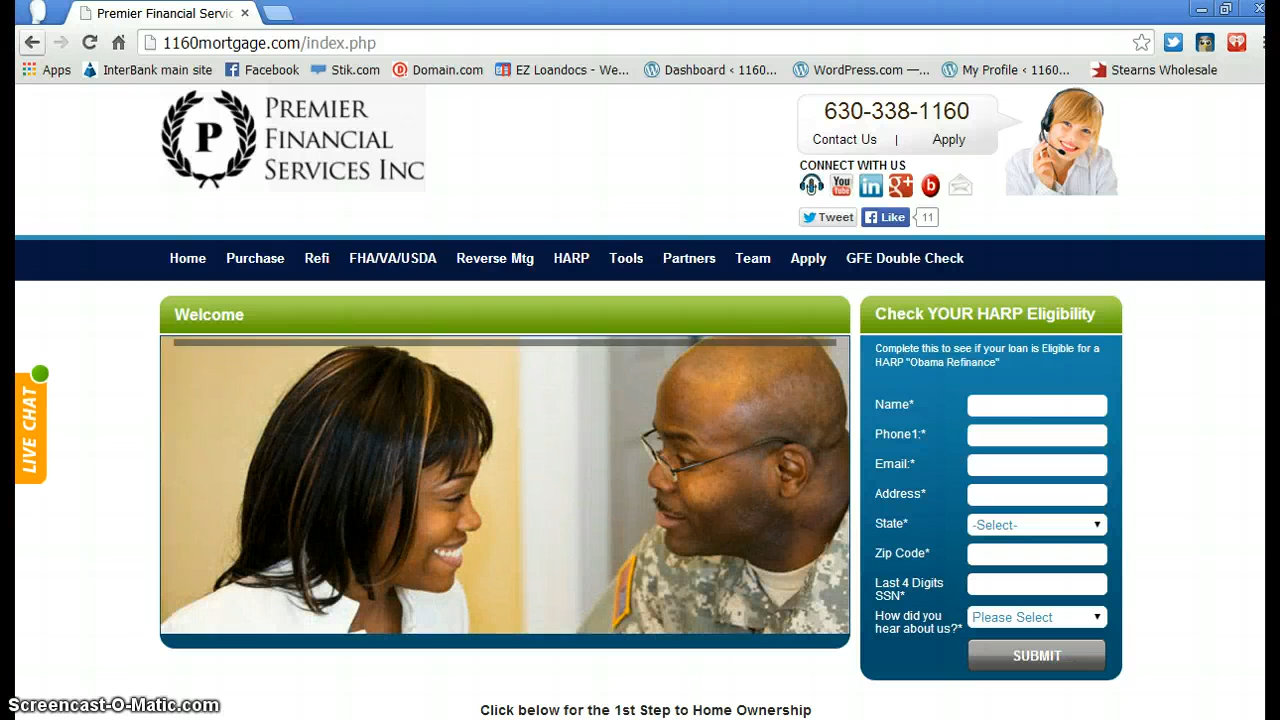 Premier Financial Servic
1160mortgage.com/index.php
Apps InterBank main site Facebook Stik.com Domain.com EZ Loandocs - We... Dashboard ‹ 1160... WordPress.com —... My Profile ‹ 1160... Stearns Wholesale
P
PREMIER
FINANCIAL
SERVICES INC
630-338-1160
Contact Us | Apply
CONNECT WITH US
You Tube in g+ b
Tweet Like 11
Home Purchase Refi FHA/VA/USDA Reverse Mtg HARP Tools Partners Team Apply GFE Double Check
Welcome
LIVE CHAT
Check YOUR HARP Eligibility
Complete this to see if your loan is Eligible for a
HARP "Obama Refinance"
Name*
Phone1:*
Email:*
Address*
State* -Select-
Zip Code*
Last 4 Digits
SSN*
How did you
hear about us?* Please Select
SUBMIT
Click below for the 1st Step to Home Ownership
Screencast-O-Matic.com